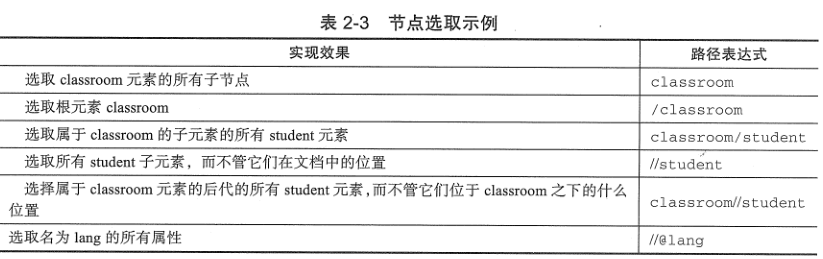 表 2-3 节点选取示例
实现效果 路径表达式
选取 classroom 元素的所有子节点 classroom
选取根元素 classroom /classroom
选取属于 classroom 的子元素的所有 student 元素 classroom/student
选取所有 student 子元素，而不管它们在文档中的位置 //student
选择属于 classroom 元素的后代的所有 student 元素,而不管它们位于 classroom 之下的什么
位置 classroom//student
选取名为 lang 的所有属性 //@lang